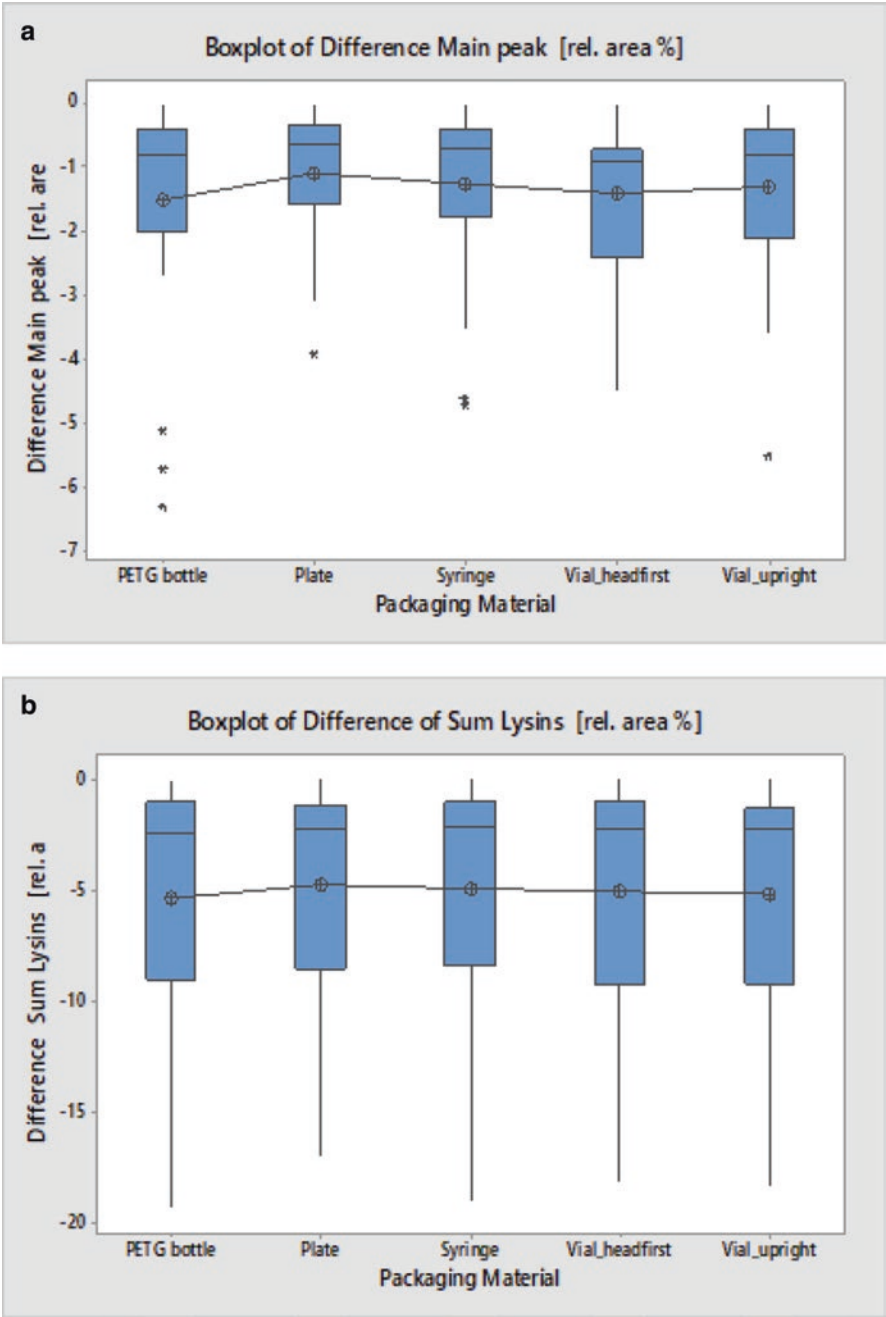 a
Boxplot of Difference Main peak [rel. area %]
Difference Main peak [rel. are
0
-1
-2
-3
-4
-5
-6
-7
PETG bottle Plate Syringe Vial_headfirst Vial_upright
Packaging Material
b
Boxplot of Difference of Sum Lysins [rel. area %]
Difference Sum Lysins [rel. a
0
-5
-10
-15
-20
PETG bottle Plate Syringe Vial_headfirst Vial_upright
Packaging Material